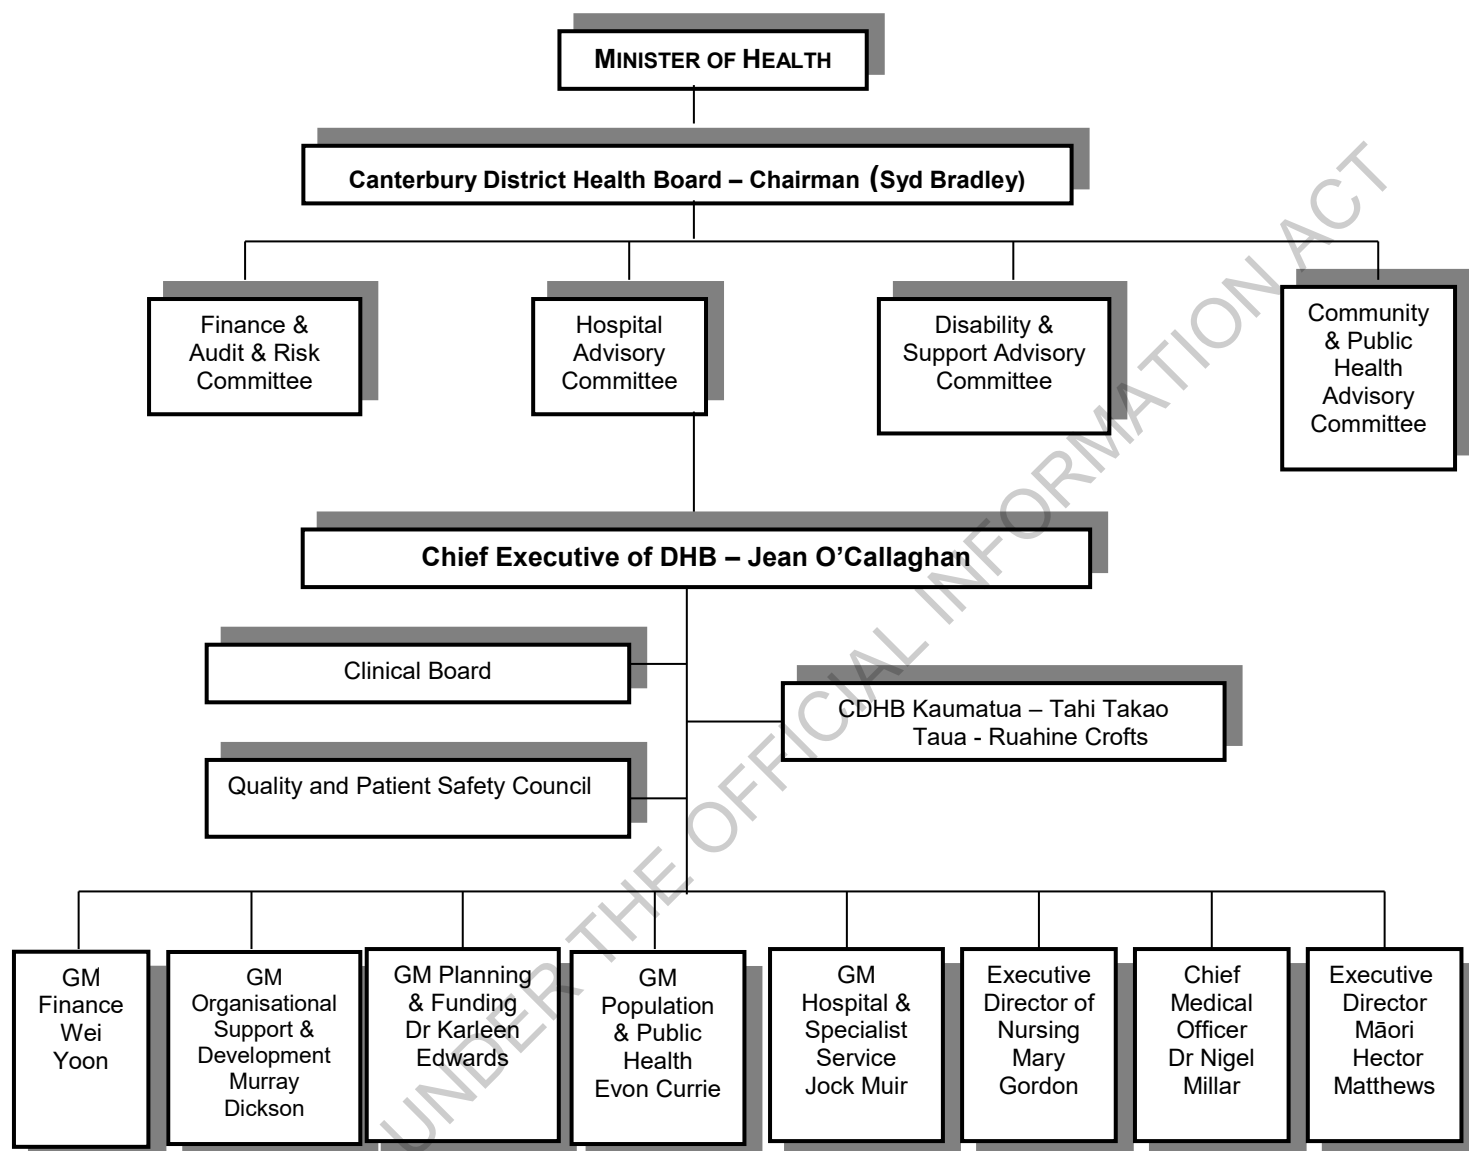 MINISTER OF HEALTH
Canterbury District Health Board – Chairman (Syd Bradley)
Finance &
Audit & Risk
Committee
Hospital
Advisory
Committee
Disability &
Support Advisory
Committee
Community
& Public
Health
Advisory
Committee
Chief Executive of DHB – Jean O’Callaghan
Clinical Board
CDHB Kaumatua – Tahi Takao
Taua - Ruahine Crofts
Quality and Patient Safety Council
GM
Finance
Wei
Yoon
GM
Organisational
Support &
Development
Murray
Dickson
GM Planning
& Funding
Dr Karleen
Edwards
GM
Population
& Public
Health
Evon Currie
GM
Hospital &
Specialist
Service
Jock Muir
Executive
Director of
Nursing
Mary
Gordon
Chief
Medical
Officer
Dr Nigel
Millar
Executive
Director
Māori
Hector
Matthews
UNDER THE OFFICIAL INFORMATION ACT